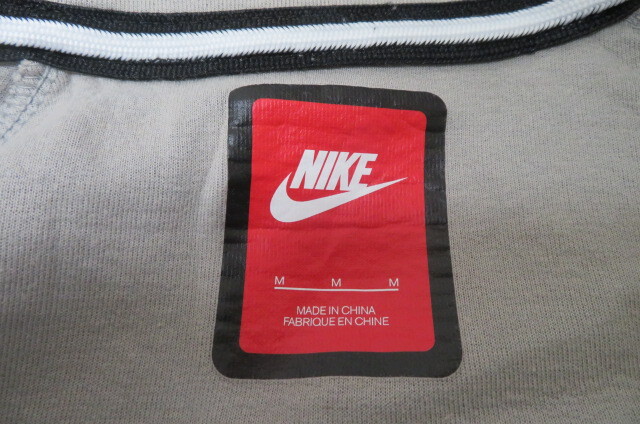 NIKE
M M M
MADE IN CHINA
FABRIQUE EN CHINE